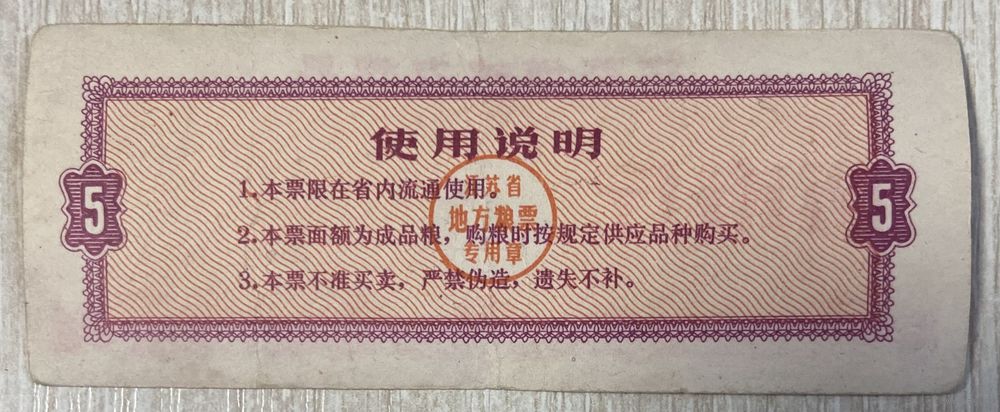 使用说明
1.本票限在省内流通使用。
2.本票面额为成品粮，购粮时按规定供应品种购买。
3.本票不准买卖，严禁伪造，遗失不补。
江苏省
地方粮票
专用章
5
5